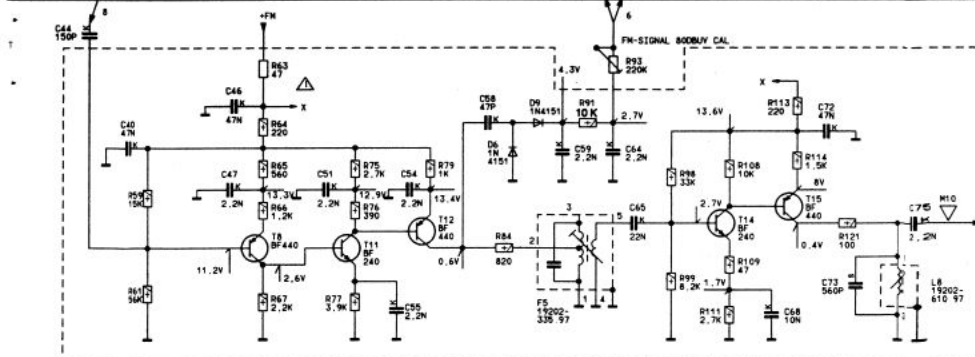 8
C44
150P
+FM
6
FM-SIGNAL 80DBUV CAL
R63
47
C46
47N
X
R93
220K
4.3V
C58
47P
D9
1N4151
R91
10K
2.7V
13.6V
X
R113
220
C72
47N
C40
47N
R64
220
D6
1N
4151
C59
2.2N
C64
2.2N
R65
560
R75
2.7K
R79
1K
R98
33K
R108
10K
R114
1.5K
C47
2.2N
13.3V
C51
2.2N
12.9V
C54
2.2N
13.4V
8V
R59
15K
R66
1.2K
R76
390
T12
BF
440
3
5
C65
22N
2.7V
T15
BF
440
C75
2.2N
M10
T8
BF440
T11
BF
240
R84
820
2
T14
BF
240
R121
100
11.2V
2.6V
0.6V
0.4V
R61
56K
R67
2.2K
R77
3.9K
C55
2.2N
1
4
F5
19202-
335.97
R99
8.2K
R109
47
1.7V
R111
2.7K
C68
10N
C73
560P
L8
19202-
610 97